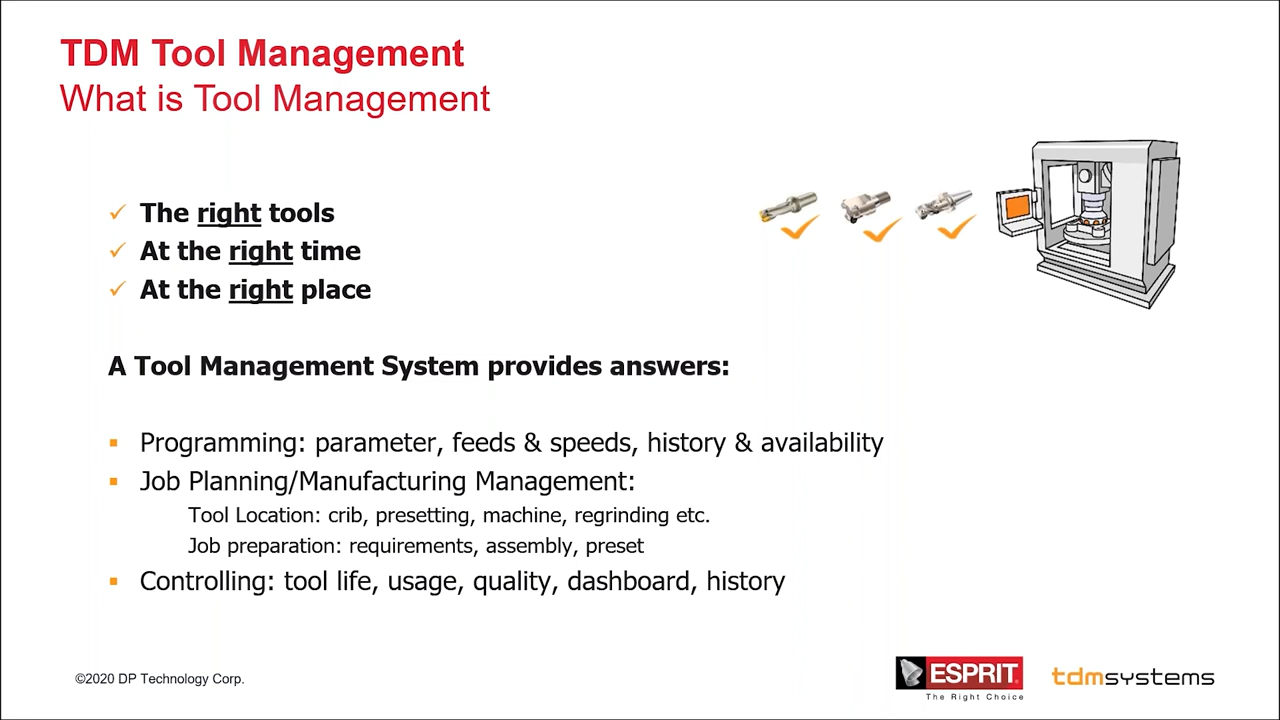 TDM Tool Management
What is Tool Management
The right tools
At the right time
At the right place
A Tool Management System provides answers:
Programming: parameter, feeds & speeds, history & availability
Job Planning/Manufacturing Management:
Tool Location: crib, presetting, machine, regrinding etc.
Job preparation: requirements, assembly, preset
Controlling: tool life, usage, quality, dashboard, history
©2020 DP Technology Corp.
ESPRIT
The Right Choice
tdmsystems